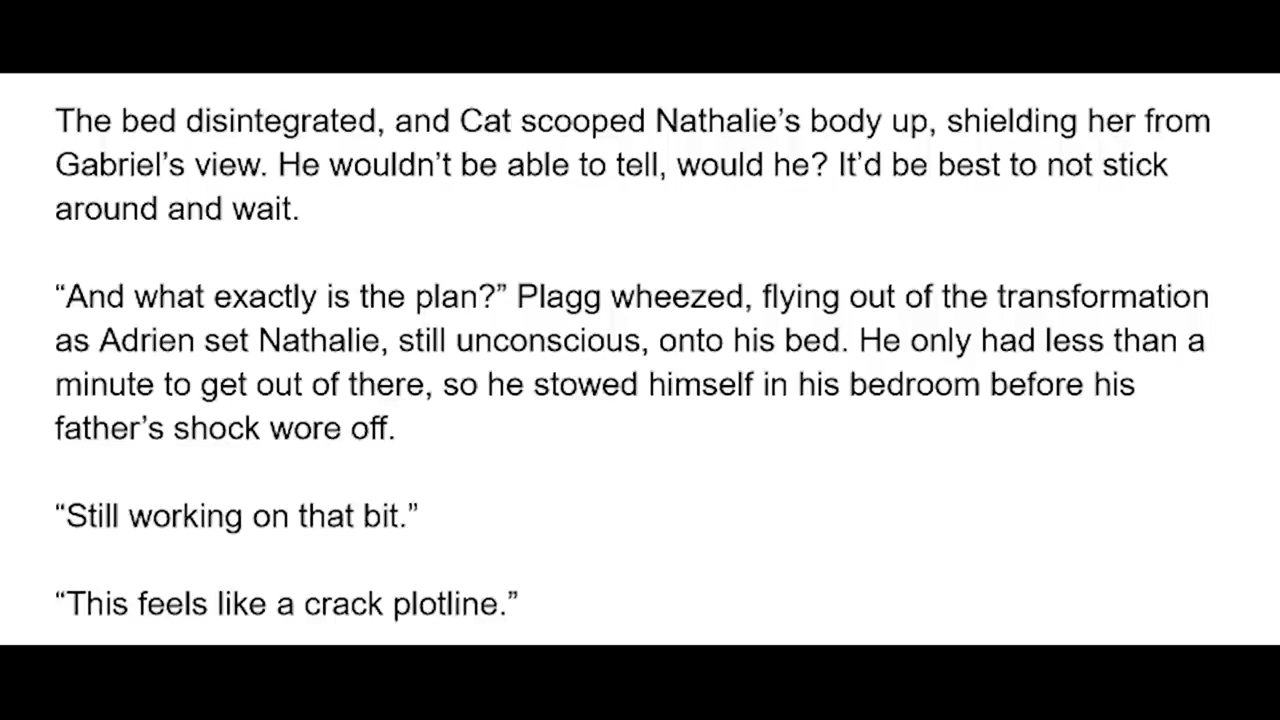 The bed disintegrated, and Cat scooped Nathalie’s body up, shielding her from
Gabriel’s view. He wouldn’t be able to tell, would he? It’d be best to not stick
around and wait.
“And what exactly is the plan?” Plagg wheezed, flying out of the transformation
as Adrien set Nathalie, still unconscious, onto his bed. He only had less than a
minute to get out of there, so he stowed himself in his bedroom before his
father’s shock wore off.
“Still working on that bit.”
“This feels like a crack plotline.”